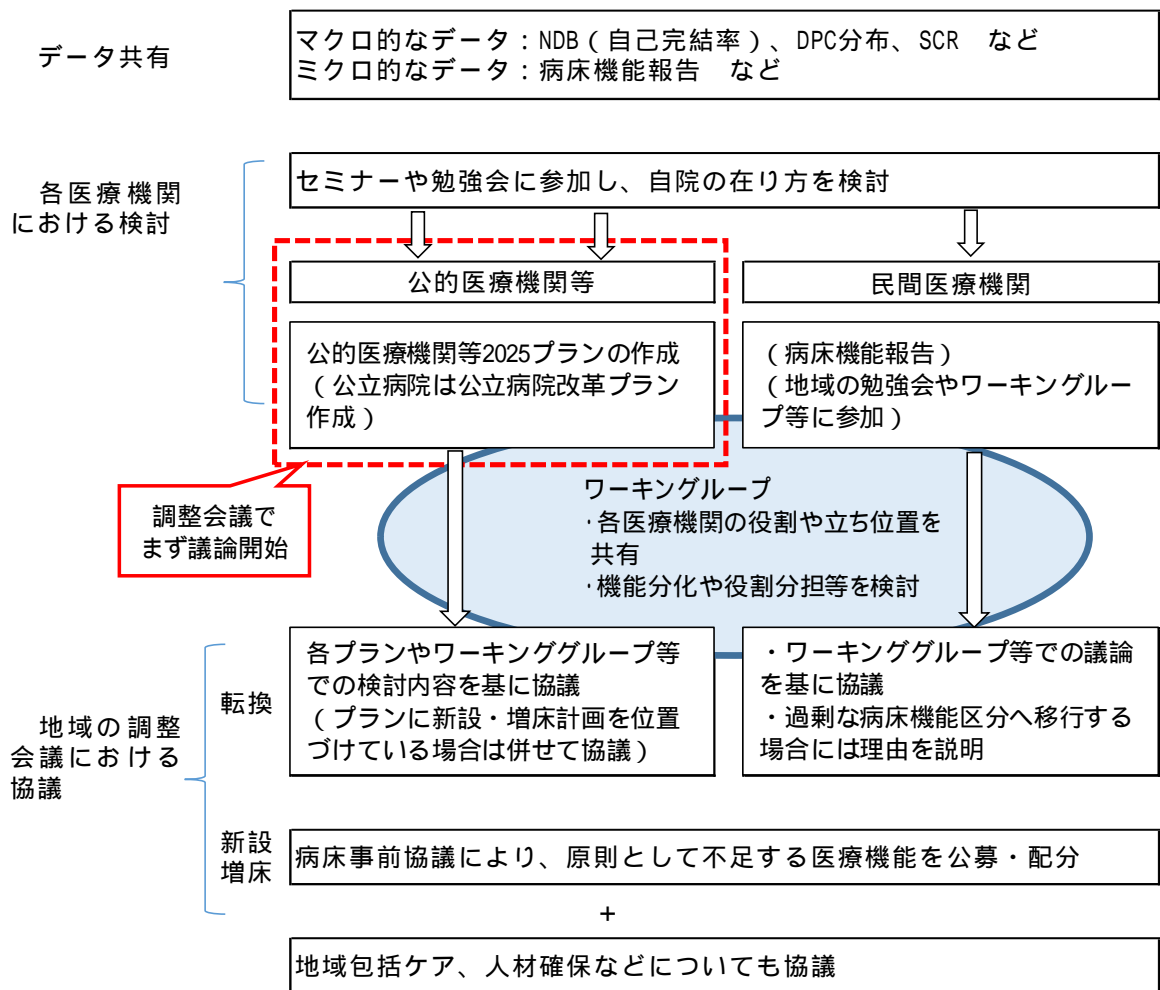 データ共有
マクロ的なデータ：NDB（自己完結率）、DPC分布、SCR　など
ミクロ的なデータ：病床機能報告　など
各医療機関
における検討
セミナーや勉強会に参加し、自院の在り方を検討
公的医療機関等
民間医療機関
公的医療機関等2025プランの作成
（公立病院は公立病院改革プラン
作成）
（病床機能報告）
（地域の勉強会やワーキングルー
プ等に参加）
調整会議で
まず議論開始
ワーキングループ
・各医療機関の役割や立ち位置を
共有
・機能分化や役割分担等を検討
地域の調整
会議における
協議
転換
各プランやワーキンググループ等
での検討内容を基に協議
（プランに新設・増床計画を位置
づけている場合は併せて協議）
・ワーキンググループ等での議論
を基に協議
・過剰な病床機能区分へ移行する
場合には理由を説明
新設
増床
病床事前協議により、原則として不足する医療機能を公募・配分
+
地域包括ケア、人材確保などについても協議